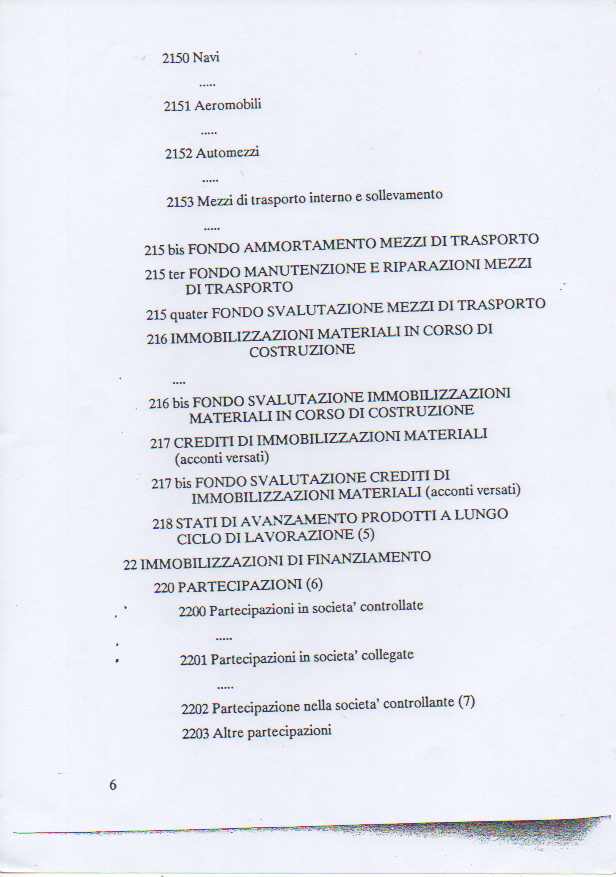 2150 Navi
.....
2151 Aeromobili
.....
2152 Automezzi
.....
2153 Mezzi di trasporto interno e sollevamento
.....
215 bis FONDO AMMORTAMENTO MEZZI DI TRASPORTO
215 ter FONDO MANUTENZIONE E RIPARAZIONI MEZZI
DI TRASPORTO
215 quater FONDO SVALUTAZIONE MEZZI DI TRASPORTO
216 IMMOBILIZZAZIONI MATERIALI IN CORSO DI
COSTRUZIONE
....
216 bis FONDO SVALUTAZIONE IMMOBILIZZAZIONI
MATERIALI IN CORSO DI COSTRUZIONE
217 CREDITI DI IMMOBILIZZAZIONI MATERIALI
(acconti versati)
217 bis FONDO SVALUTAZIONE CREDITI DI
IMMOBILIZZAZIONI MATERIALI (acconti versati)
218 STATI DI AVANZAMENTO PRODOTTI A LUNGO
CICLO DI LAVORAZIONE (5)
22 IMMOBILIZZAZIONI DI FINANZIAMENTO
220 PARTECIPAZIONI (6)
2200 Partecipazioni in societa' controllate
.....
2201 Partecipazioni in societa' collegate
.....
2202 Partecipazione nella societa' controllante (7)
2203 Altre partecipazioni
6